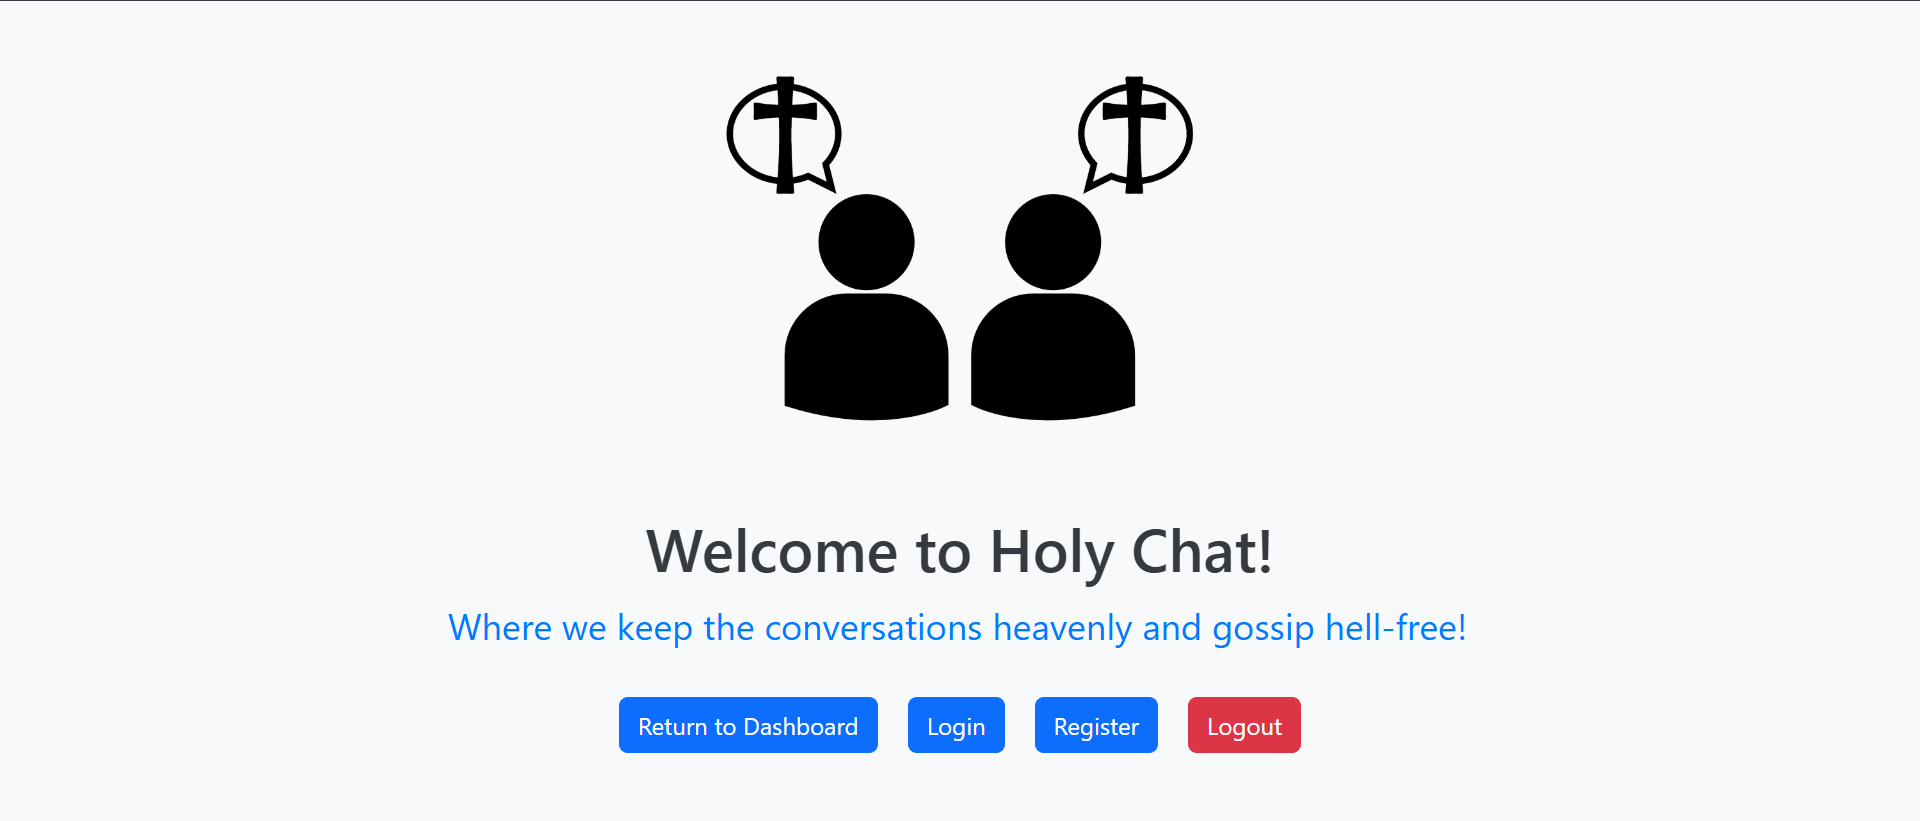 Welcome to Holy Chat!
Where we keep the conversations heavenly and gossip hell-free!
Return to Dashboard Login Register Logout